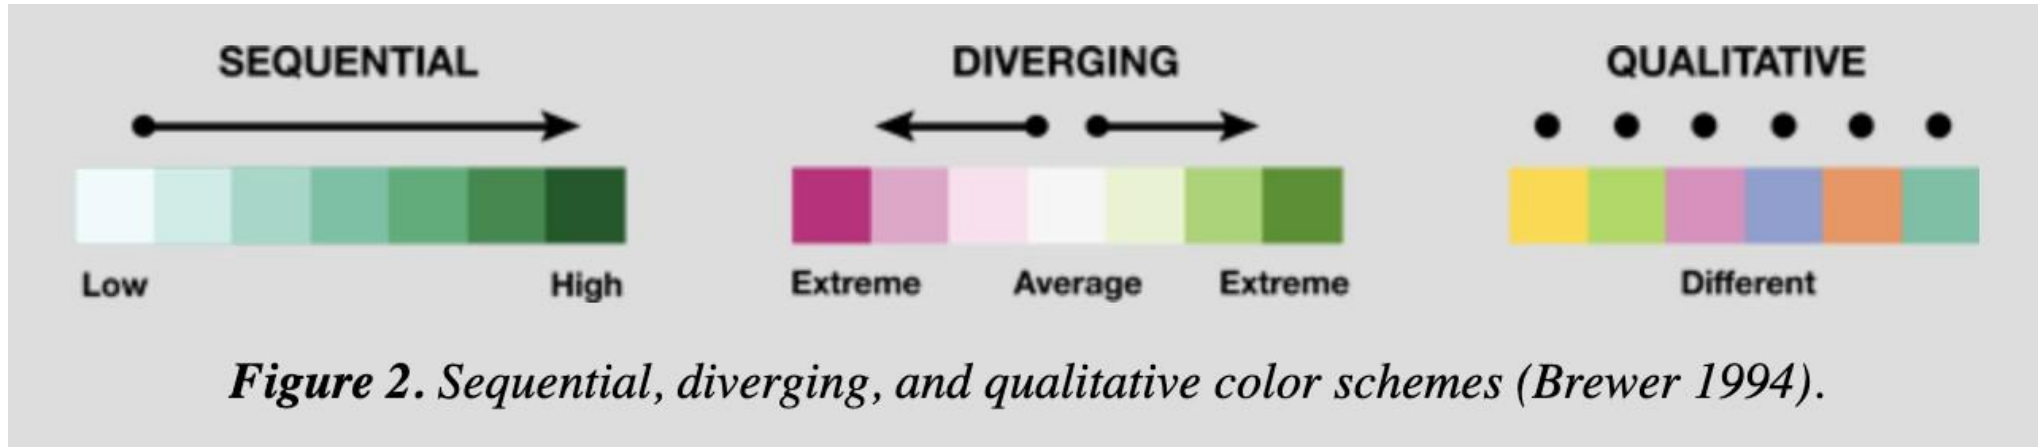 SEQUENTIAL
Low High
DIVERGING
Extreme Average Extreme
QUALITATIVE
Different
Figure 2. Sequential, diverging, and qualitative color schemes (Brewer 1994).